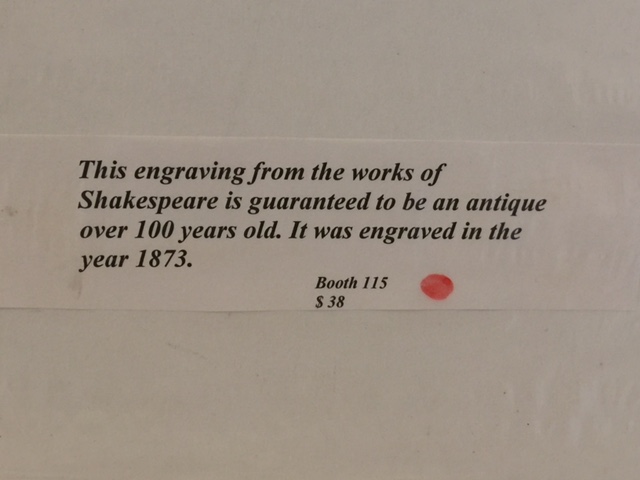 This engraving from the works of
Shakespeare is guaranteed to be an antique
over 100 years old. It was engraved in the
year 1873.
Booth 115
$ 38